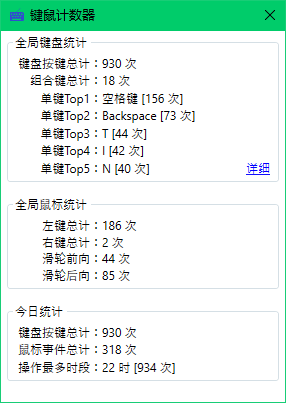 键鼠计数器
全局键盘统计
键盘按键总计：930 次
组合键总计：18 次
单键Top1：空格键 [156 次]
单键Top2：Backspace [73 次]
单键Top3：T [44 次]
单键Top4：I [42 次]
单键Top5：N [40 次] 详细
全局鼠标统计
左键总计：186 次
右键总计：2 次
滑轮前向：44 次
滑轮后向：85 次
今日统计
键盘按键总计：930 次
鼠标事件总计：318 次
操作最多时段：22 时 [934 次]